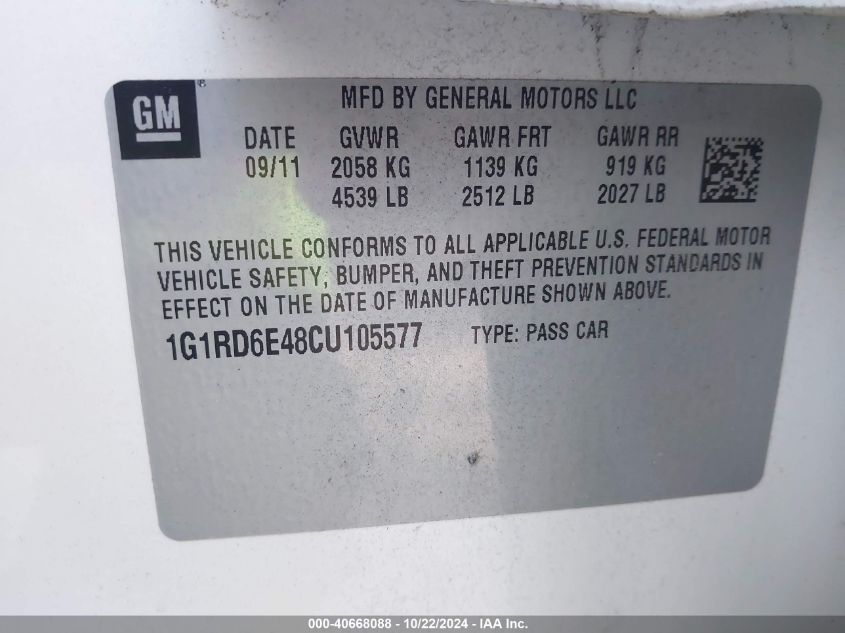 GM ®
MFD BY GENERAL MOTORS LLC
DATE GVWR GAWR FRT GAWR RR
09/11 2058 KG 1139 KG 919 KG
4539 LB 2512 LB 2027 LB
THIS VEHICLE CONFORMS TO ALL APPLICABLE U.S. FEDERAL MOTOR
VEHICLE SAFETY, BUMPER, AND THEFT PREVENTION STANDARDS IN
EFFECT ON THE DATE OF MANUFACTURE SHOWN ABOVE.
1G1RD6E48CU105577 TYPE: PASS CAR
000-40668088 - 10/22/2024 - IAA Inc.